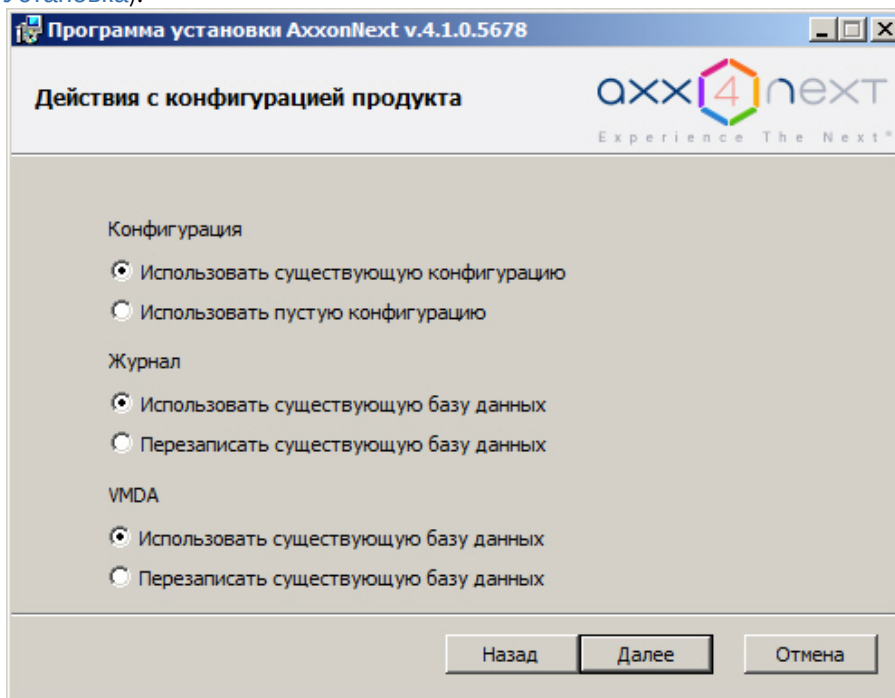 Установка).
Программа установки AxxonNext v.4.1.0.5678
Действия с конфигурацией продукта
axx4next
Experience The Next®
Конфигурация
Использовать существующую конфигурацию
Использовать пустую конфигурацию
Журнал
Использовать существующую базу данных
Перезаписать существующую базу данных
VMDA
Использовать существующую базу данных
Перезаписать существующую базу данных
Назад Далее Отмена